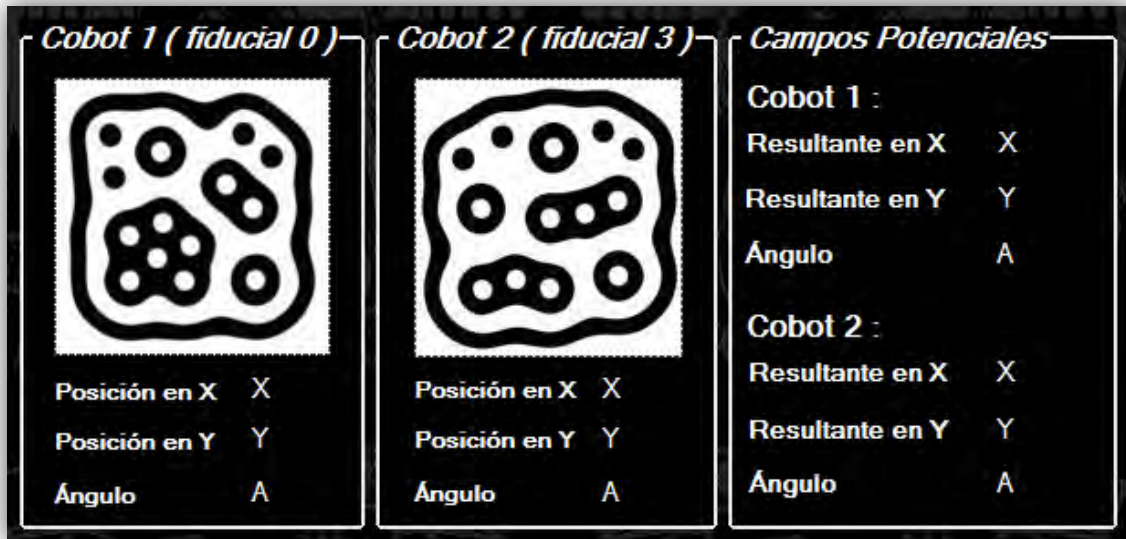 Cobot 1 ( fiducial 0 )
Posición en X X
Posición en Y Y
Ángulo A
Cobot 2 ( fiducial 3 )
Posición en X X
Posición en Y Y
Ángulo A
Campos Potenciales
Cobot 1 :
Resultante en X X
Resultante en Y Y
Ángulo A
Cobot 2 :
Resultante en X X
Resultante en Y Y
Ángulo A